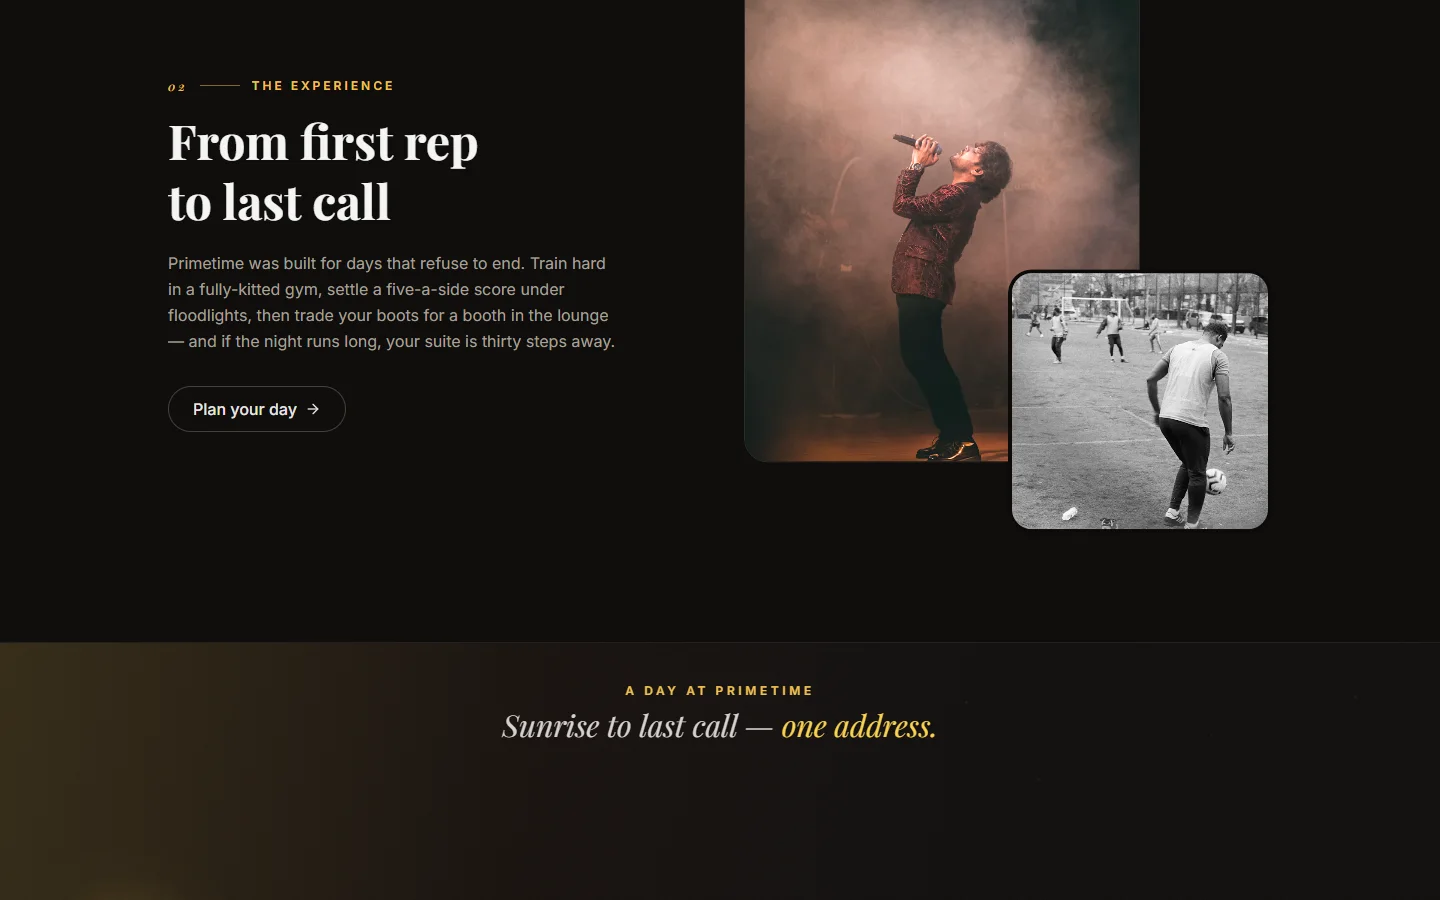 02 THE EXPERIENCE
From first rep
to last call
Primetime was built for days that refuse to end. Train hard
in a fully-kitted gym, settle a five-a-side score under
floodlights, then trade your boots for a booth in the lounge
— and if the night runs long, your suite is thirty steps away.
Plan your day →
A DAY AT PRIMETIME
Sunrise to last call — one address.